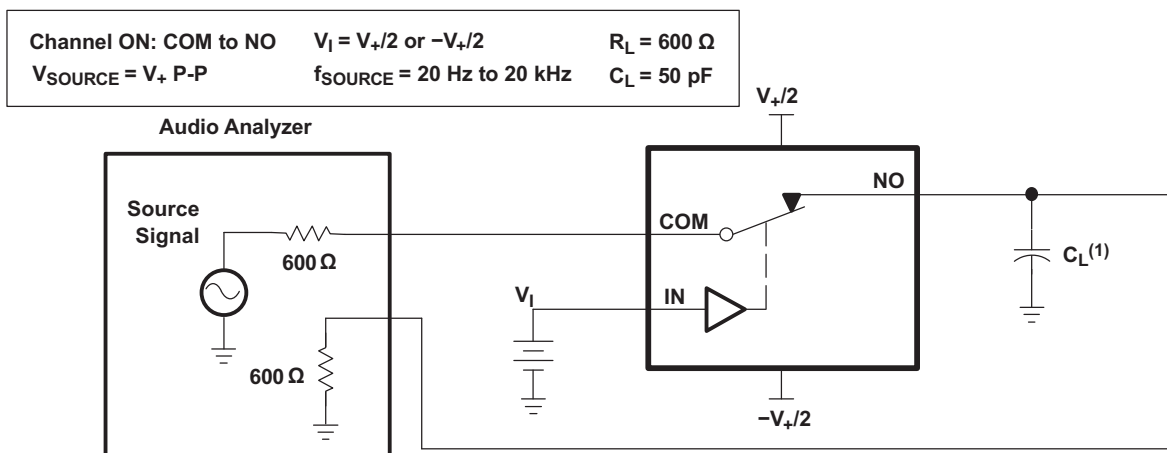 Channel ON: COM to NO V_I = V_+/2 or −V_+/2 R_L = 600 Ω
V_SOURCE = V_+ P-P f_SOURCE = 20 Hz to 20 kHz C_L = 50 pF
V_+/2
Audio Analyzer
NO
Source
Signal
COM
600 Ω
C_L(1)
V_I
IN
600 Ω
−V_+/2